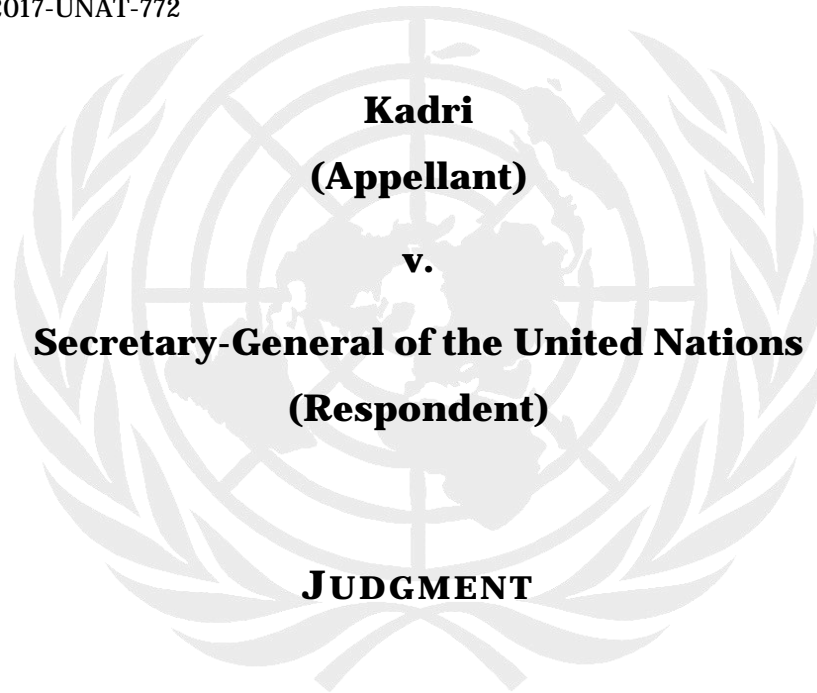 2017-UNAT-772
Kadri
(Appellant)
v.
Secretary-General of the United Nations
(Respondent)
JUDGMENT